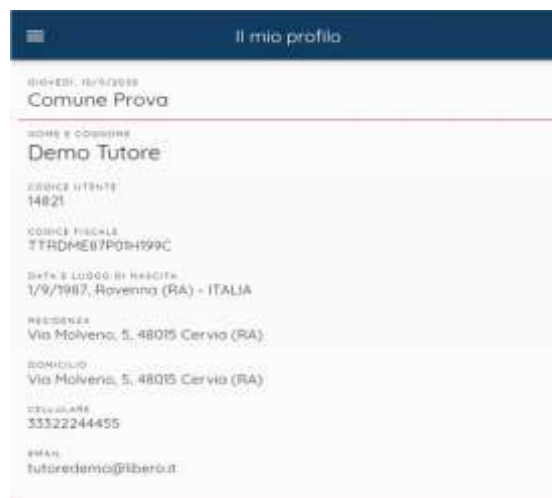 Il mio profilo
Comune Prova
NOME E COGNOME
Demo Tutore
CODICE UTENTE
14821
CODICE FISCALE
TTRDME87P01H199C
DATA E LUOGO DI NASCITA
1/9/1987, Ravenna (RA) - ITALIA
RESIDENZA
Via Molveno, 5, 48015 Cervia (RA)
DOMICILIO
Via Molveno, 5, 48015 Cervia (RA)
CELLULARE
33322244455
EMAIL
tutoredemo@libero.it